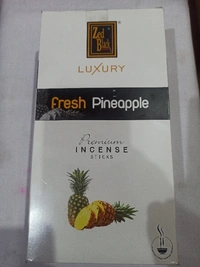 Zed
Black
LUXURY
fresh Pineapple
Premium
INCENSE
STICKS